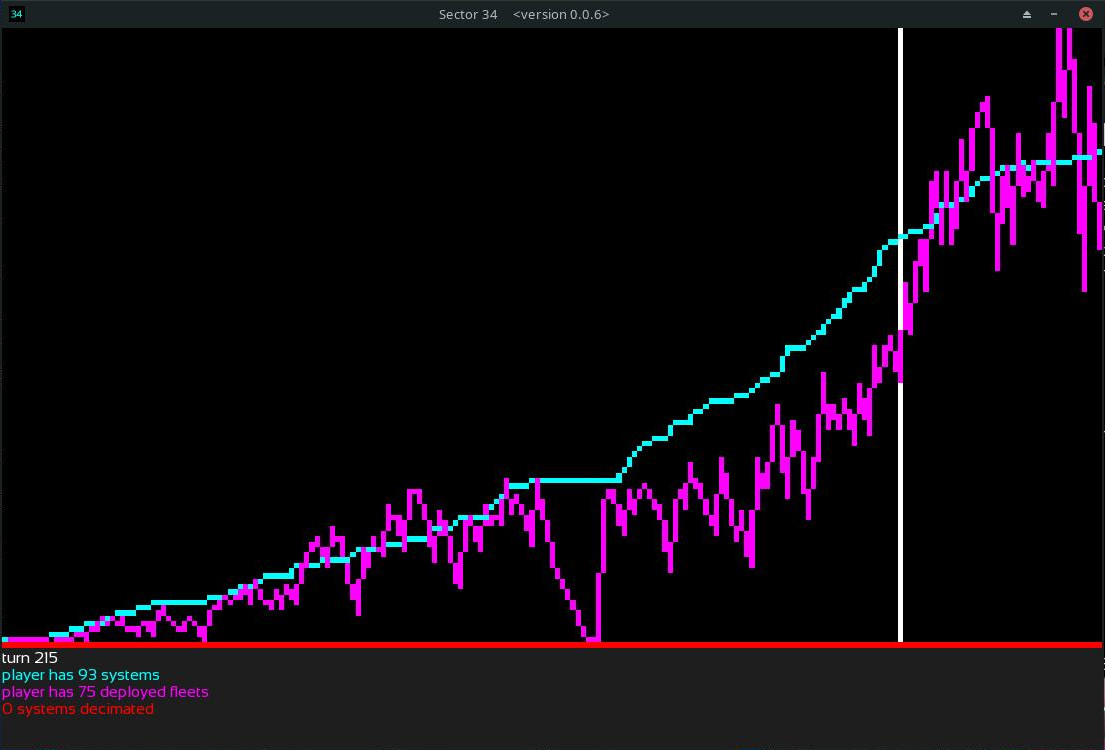 34
Sector 34 <version 0.0.6>
turn 215
player has 93 systems
player has 75 deployed fleets
0 systems decimated